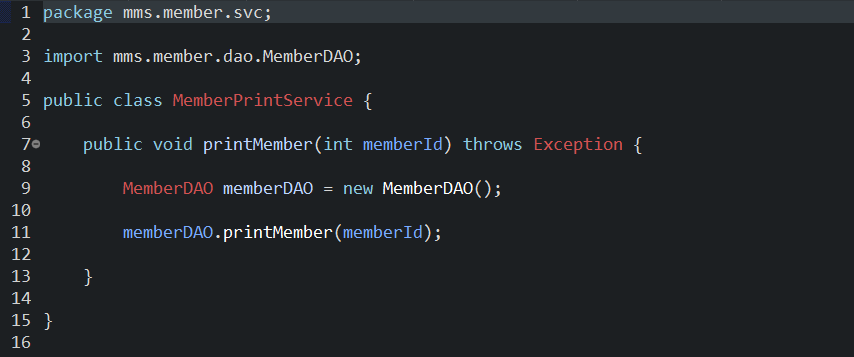 1 package mms.member.svc;
2
3 import mms.member.dao.MemberDAO;
4
5 public class MemberPrintService {
6
7 public void printMember(int memberId) throws Exception {
8
9 MemberDAO memberDAO = new MemberDAO();
10
11 memberDAO.printMember(memberId);
12
13 }
14
15 }
16